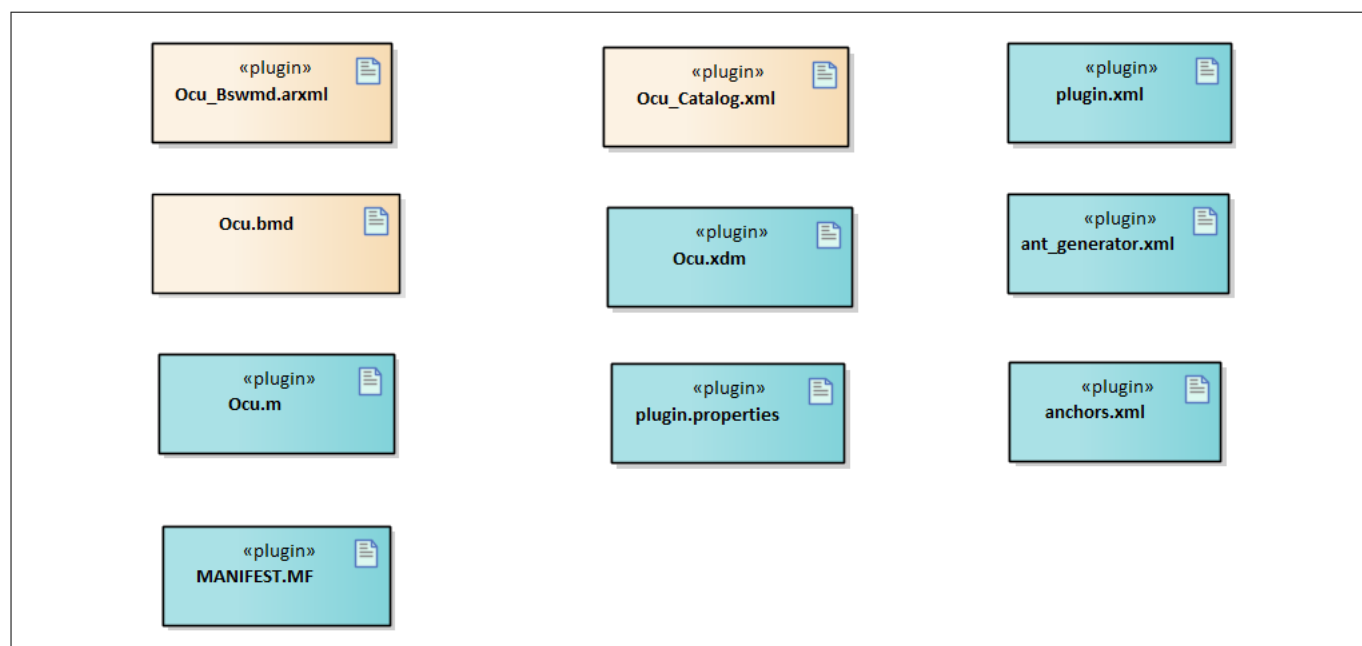 «plugin»
Ocu_Bswmd.arxml
«plugin»
Ocu_Catalog.xml
«plugin»
plugin.xml
Ocu.bmd
«plugin»
Ocu.xdm
«plugin»
ant_generator.xml
«plugin»
Ocu.m
«plugin»
plugin.properties
«plugin»
anchors.xml
«plugin»
MANIFEST.MF